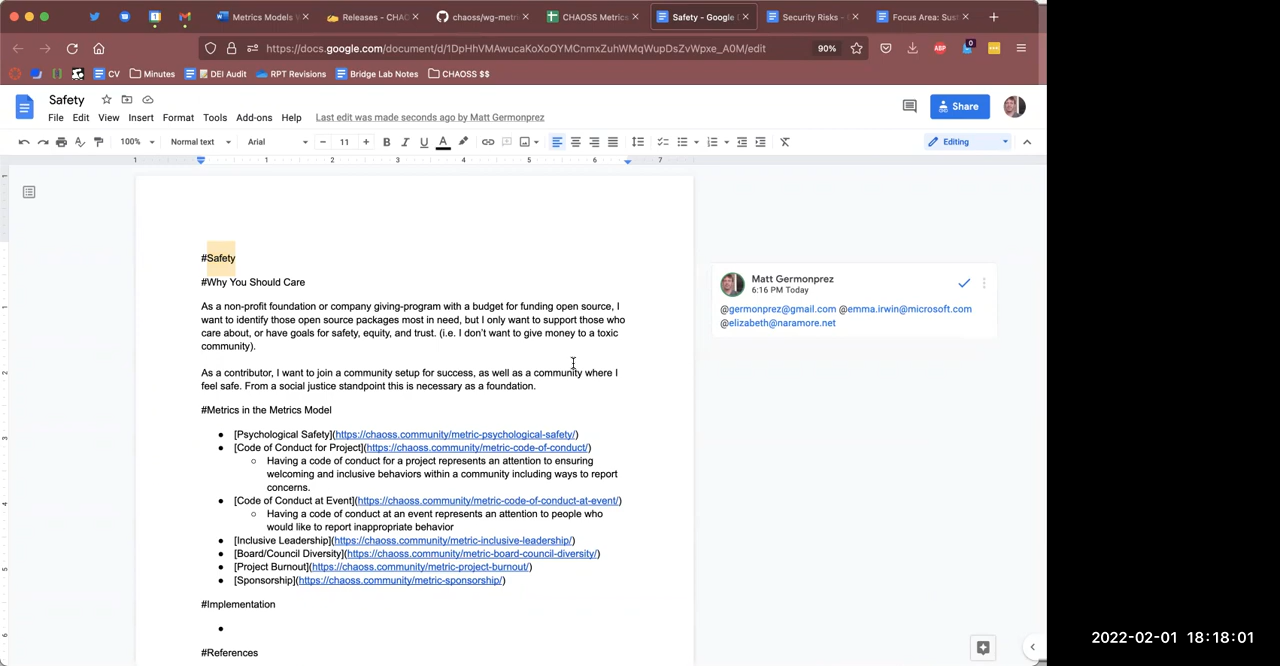 Metrics Models
Releases - CHAO
chaoss/wg-metri
CHAOSS Metrics
Safety - Google D
Security Risks -
Focus Area: Sus
https://docs.google.com/document/d/1DpHhVMAwucaKoXoOYMCnmxZuhWMqWupDsZvWpxe_A0M/edit
90%
ABP
0
CV
Minutes
DEI Audit
RPT Revisions
Bridge Lab Notes
CHAOSS $$
Safety
File Edit View Insert Format Tools Add-ons Help Last edit was made seconds ago by Matt Germonprez
Share
100% Normal text Arial 11 B I U A Editing
1 1 2 3 4 5 6 7
#Safety
#Why You Should Care
As a non-profit foundation or company giving-program with a budget for funding open source, I
want to identify those open source packages most in need, but I only want to support those who
care about, or have goals for safety, equity, and trust. (i.e. I don't want to give money to a toxic
community).
As a contributor, I want to join a community setup for success, as well as a community where I
feel safe. From a social justice standpoint this is necessary as a foundation.
#Metrics in the Metrics Model
● [Psychological Safety](https://chaoss.community/metric-psychological-safety/)
● [Code of Conduct for Project](https://chaoss.community/metric-code-of-conduct/)
○ Having a code of conduct for a project represents an attention to ensuring
welcoming and inclusive behaviors within a community including ways to report
concerns.
● [Code of Conduct at Event](https://chaoss.community/metric-code-of-conduct-at-event/)
○ Having a code of conduct at an event represents an attention to people who
would like to report inappropriate behavior
● [Inclusive Leadership](https://chaoss.community/metric-inclusive-leadership/)
● [Board/Council Diversity](https://chaoss.community/metric-board-council-diversity/)
● [Project Burnout](https://chaoss.community/metric-project-burnout/)
● [Sponsorship](https://chaoss.community/metric-sponsorship/)
#Implementation
●
#References
Matt Germonprez
6:16 PM Today
@germonprez@gmail.com @emma.irwin@microsoft.com
@elizabeth@naramore.net
2022-02-01 18:18:01